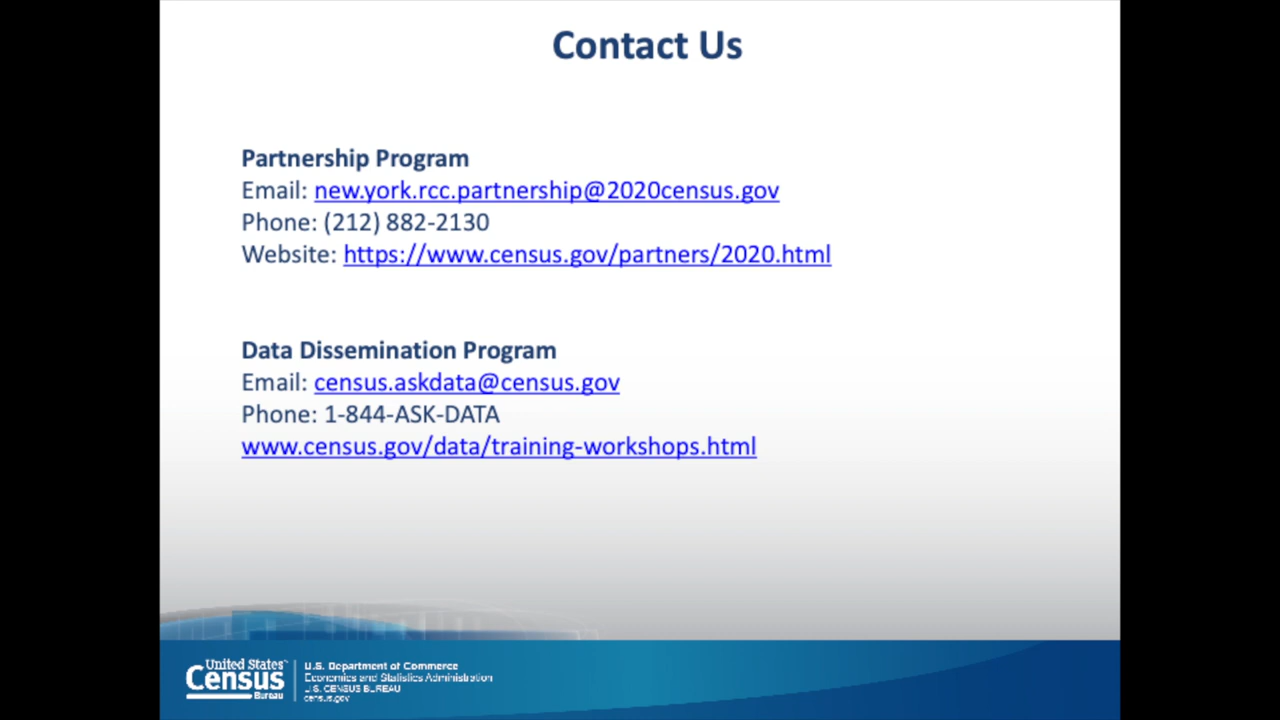 Contact Us
Partnership Program
Email: new.york.rcc.partnership@2020census.gov
Phone: (212) 882-2130
Website: https://www.census.gov/partners/2020.html
Data Dissemination Program
Email: census.askdata@census.gov
Phone: 1-844-ASK-DATA
www.census.gov/data/training-workshops.html
United States
Census
Bureau
U.S. Department of Commerce
Economics and Statistics Administration
U.S. CENSUS BUREAU
census.gov